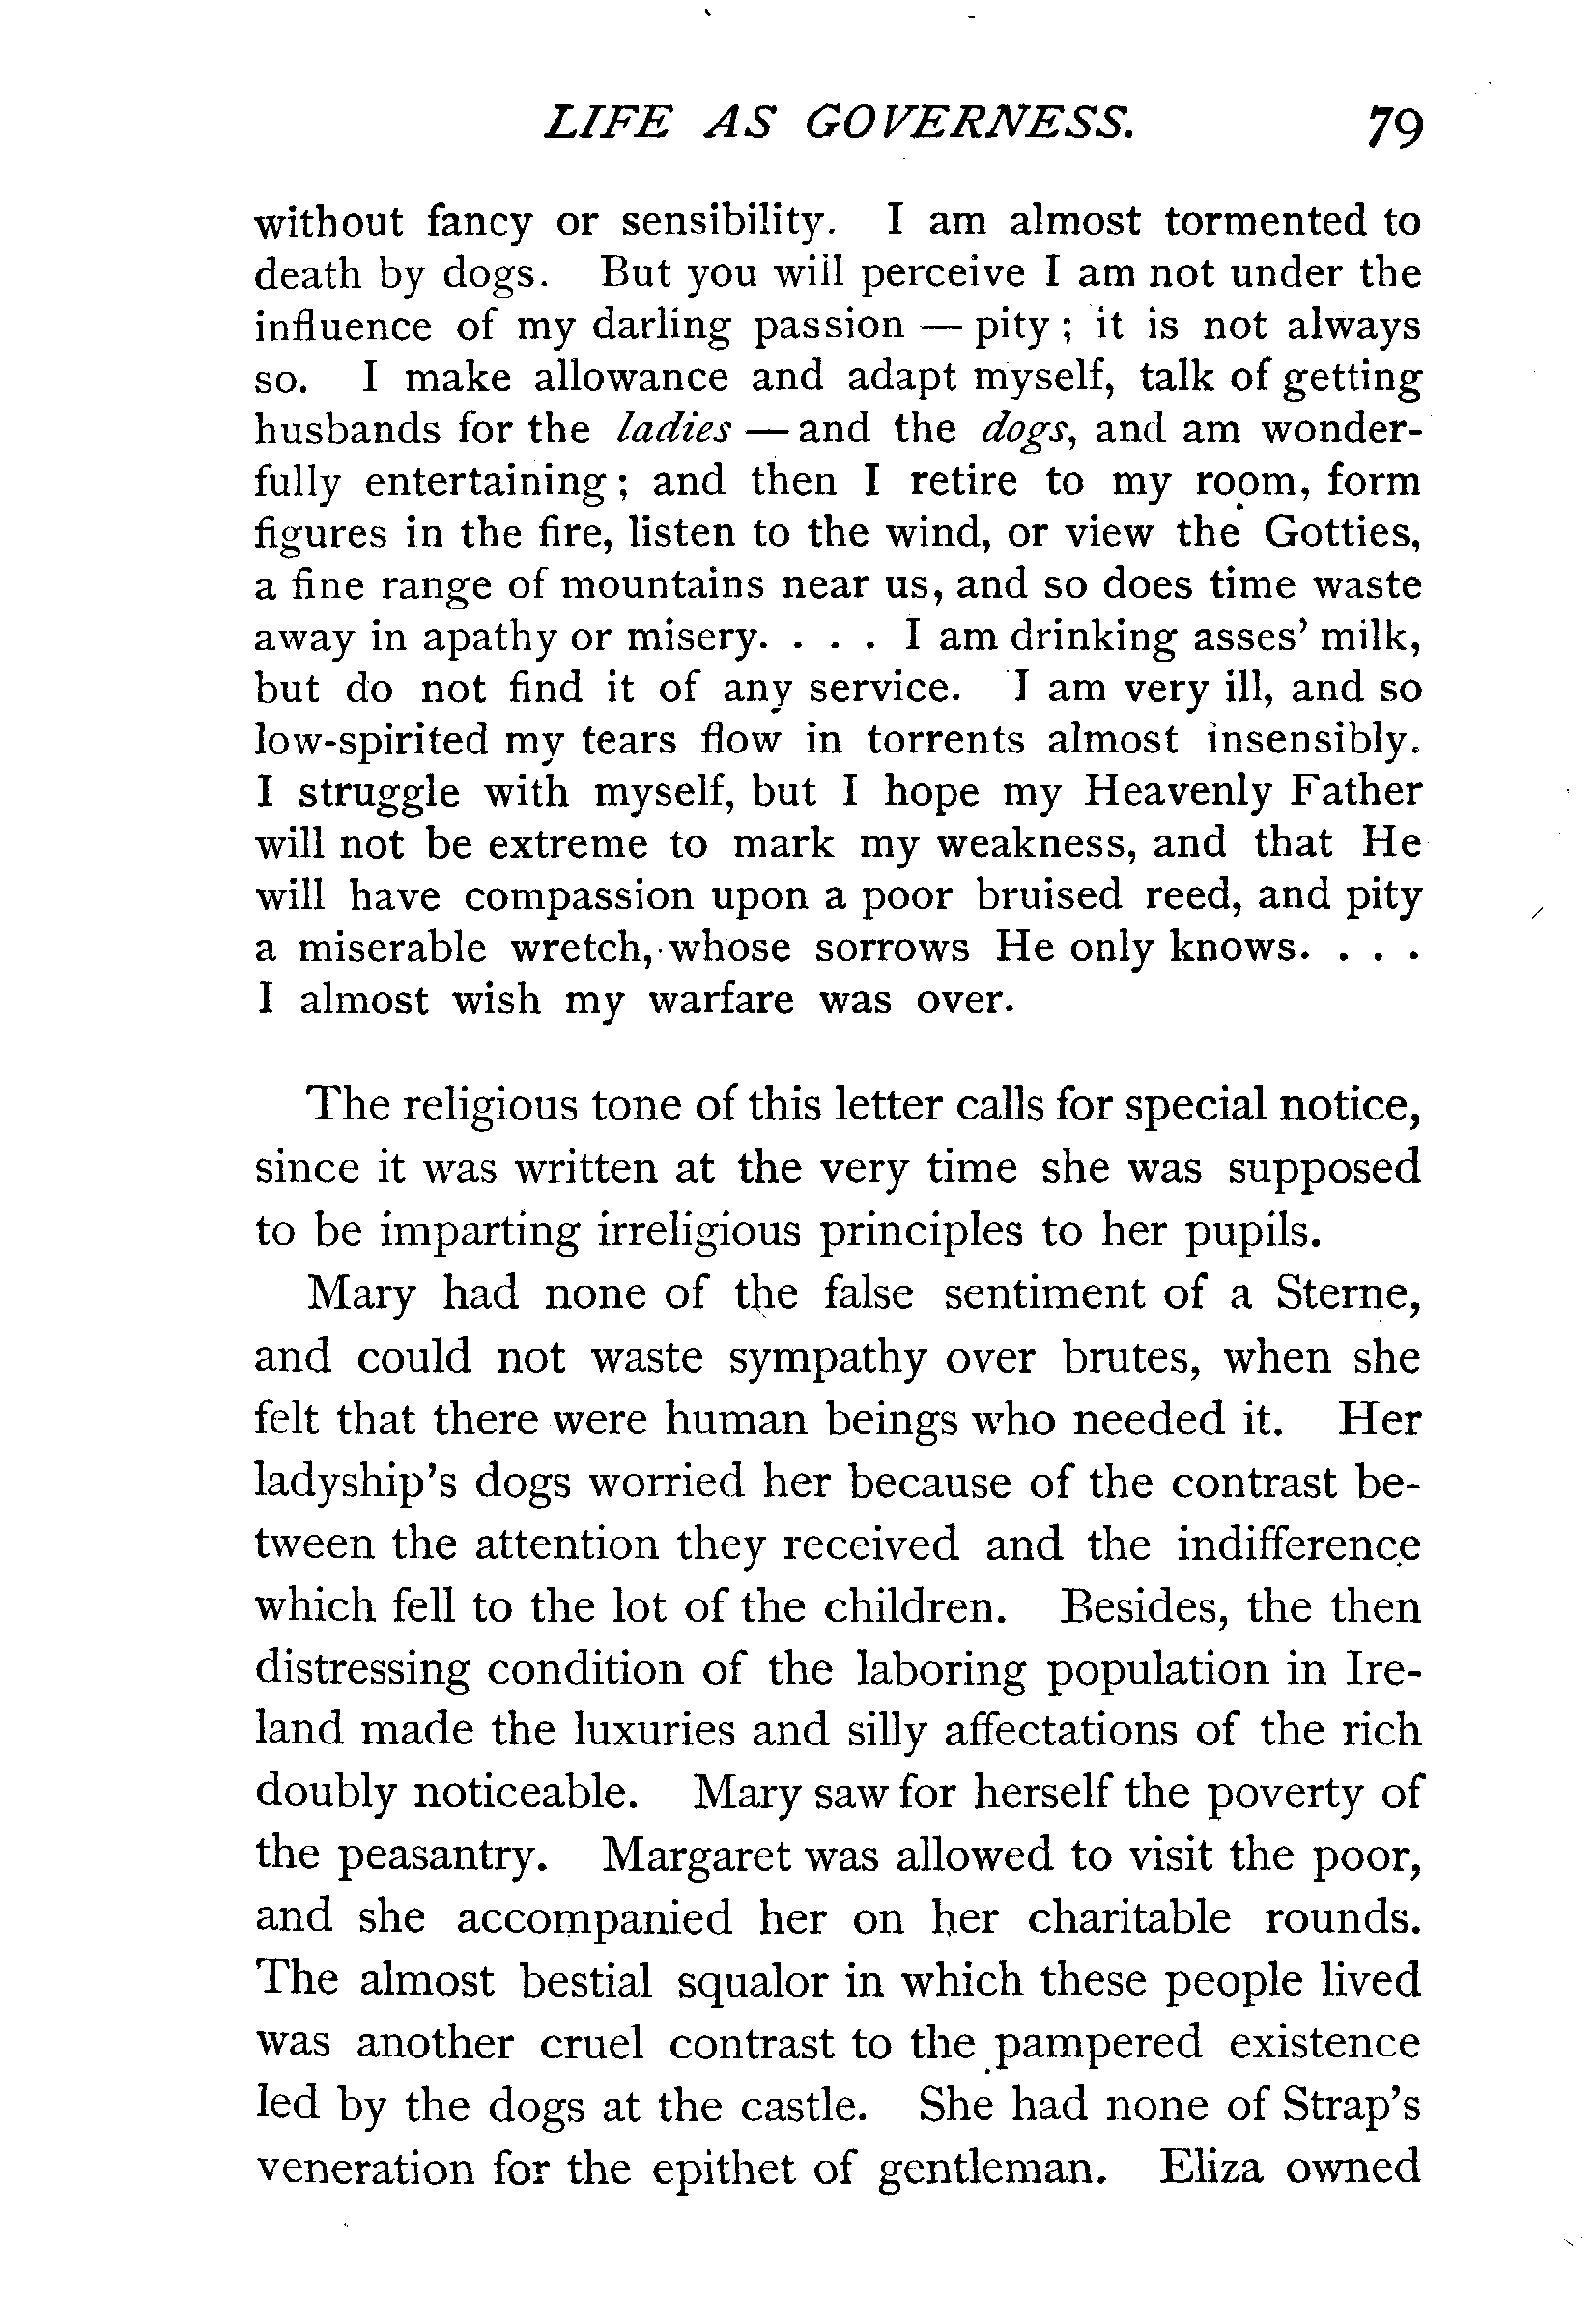 LIFE AS GOVERNESS. 79
without fancy or sensibility. I am almost tormented to
death by dogs. But you will perceive I am not under the
influence of my darling passion — pity; it is not always
so. I make allowance and adapt myself, talk of getting
husbands for the ladies — and the dogs, and am wonder-
fully entertaining; and then I retire to my room, form
figures in the fire, listen to the wind, or view the Gotties,
a fine range of mountains near us, and so does time waste
away in apathy or misery. . . . I am drinking asses' milk,
but do not find it of any service. I am very ill, and so
low-spirited my tears flow in torrents almost insensibly.
I struggle with myself, but I hope my Heavenly Father
will not be extreme to mark my weakness, and that He
will have compassion upon a poor bruised reed, and pity
a miserable wretch, whose sorrows He only knows. . . .
I almost wish my warfare was over.
The religious tone of this letter calls for special notice,
since it was written at the very time she was supposed
to be imparting irreligious principles to her pupils.
Mary had none of the false sentiment of a Sterne,
and could not waste sympathy over brutes, when she
felt that there were human beings who needed it. Her
ladyship's dogs worried her because of the contrast be-
tween the attention they received and the indifference
which fell to the lot of the children. Besides, the then
distressing condition of the laboring population in Ire-
land made the luxuries and silly affectations of the rich
doubly noticeable. Mary saw for herself the poverty of
the peasantry. Margaret was allowed to visit the poor,
and she accompanied her on her charitable rounds.
The almost bestial squalor in which these people lived
was another cruel contrast to the pampered existence
led by the dogs at the castle. She had none of Strap's
veneration for the epithet of gentleman. Eliza owned